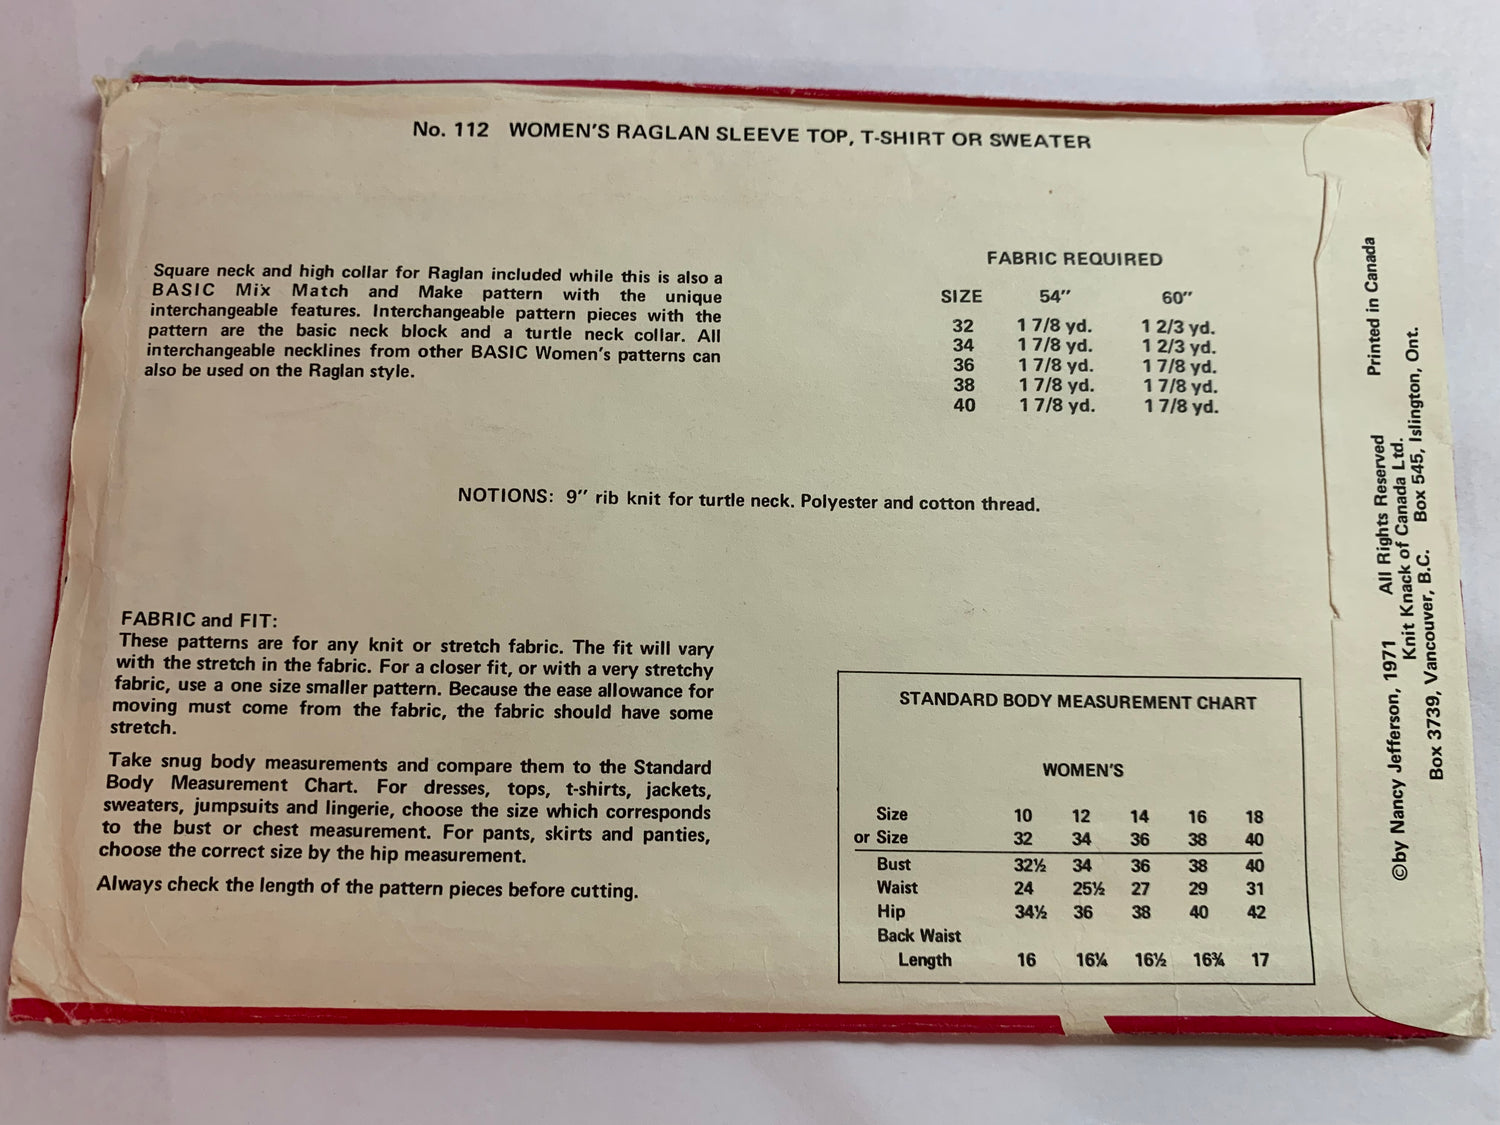 No. 112 WOMEN'S RAGLAN SLEEVE TOP, T-SHIRT OR SWEATER
Square neck and high collar for Raglan included while this is also a
BASIC Mix Match and Make pattern with the unique
interchangeable features. Interchangeable pattern pieces with the
pattern are the basic neck block and a turtle neck collar. All
interchangeable necklines from other BASIC Women's patterns can
also be used on the Raglan style.
FABRIC REQUIRED
SIZE 54" 60"
32 1 7/8 yd. 1 2/3 yd.
34 1 7/8 yd. 1 2/3 yd.
36 1 7/8 yd. 1 7/8 yd.
38 1 7/8 yd. 1 7/8 yd.
40 1 7/8 yd. 1 7/8 yd.
NOTIONS: 9" rib knit for turtle neck. Polyester and cotton thread.
FABRIC and FIT:
These patterns are for any knit or stretch fabric. The fit will vary
with the stretch in the fabric. For a closer fit, or with a very stretchy
fabric, use a one size smaller pattern. Because the ease allowance for
moving must come from the fabric, the fabric should have some
stretch.
Take snug body measurements and compare them to the Standard
Body Measurement Chart. For dresses, tops, t-shirts, jackets,
sweaters, jumpsuits and lingerie, choose the size which corresponds
to the bust or chest measurement. For pants, skirts and panties,
choose the correct size by the hip measurement.
Always check the length of the pattern pieces before cutting.
STANDARD BODY MEASUREMENT CHART
WOMEN'S
Size 10 12 14 16 18
or Size 32 34 36 38 40
Bust 32½ 34 36 38 40
Waist 24 25½ 27 29 31
Hip 34½ 36 38 40 42
Back Waist
Length 16 16¼ 16½ 16¾ 17
©by Nancy Jefferson, 1971 All Rights Reserved Printed in Canada
Knit Knack of Canada Ltd.
Box 3739, Vancouver, B.C. Box 545, Islington, Ont.